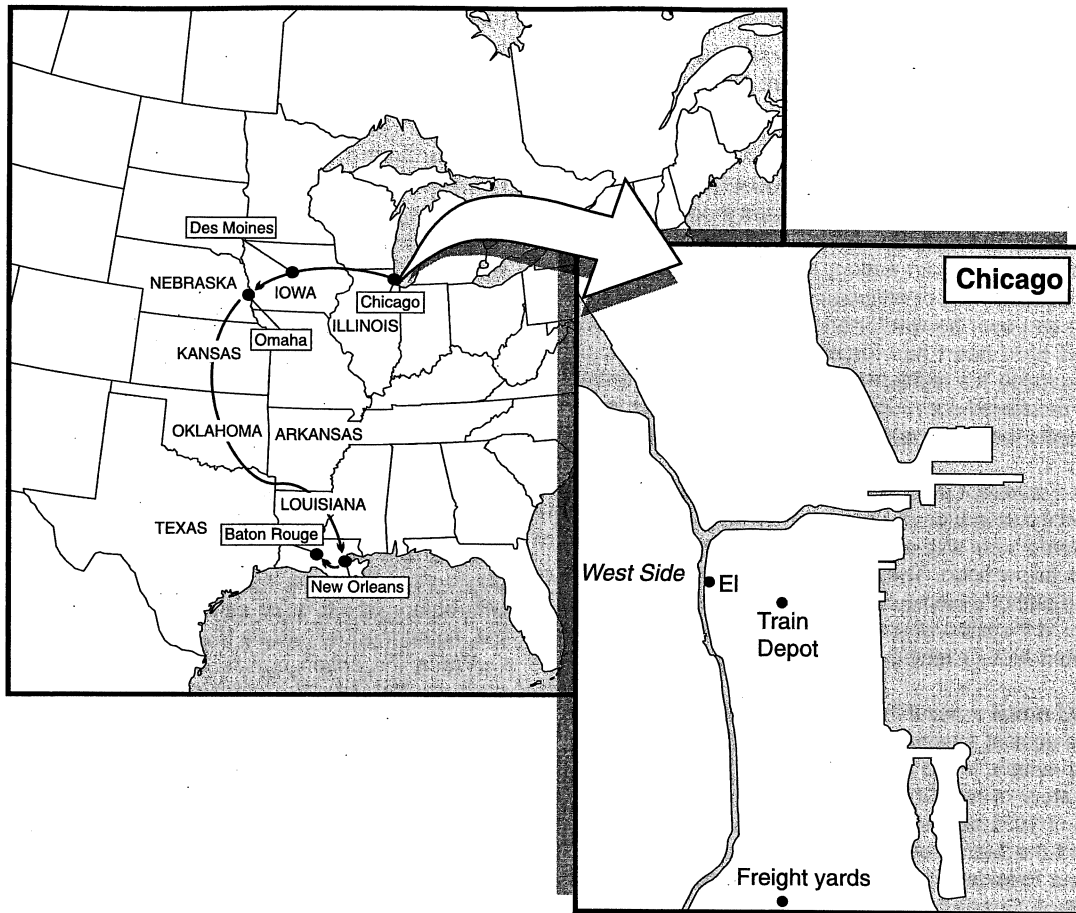 Des Moines
NEBRASKA
IOWA
Chicago
ILLINOIS
Omaha
KANSAS
OKLAHOMA
ARKANSAS
LOUISIANA
TEXAS
Baton Rouge
New Orleans
Chicago
West Side
El
Train
Depot
Freight yards